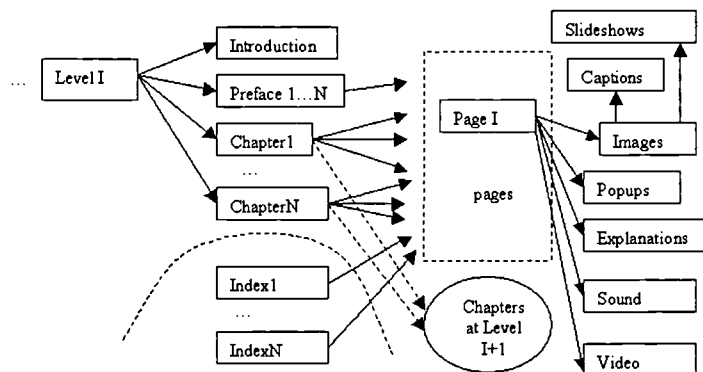 Slideshows
Introduction
Captions
...
Level I
Preface 1...N
Page I
Chapter1
Images
...
Popups
ChapterN
pages
Explanations
Index1
...
Chapters
at Level
I+1
Sound
IndexN
Video